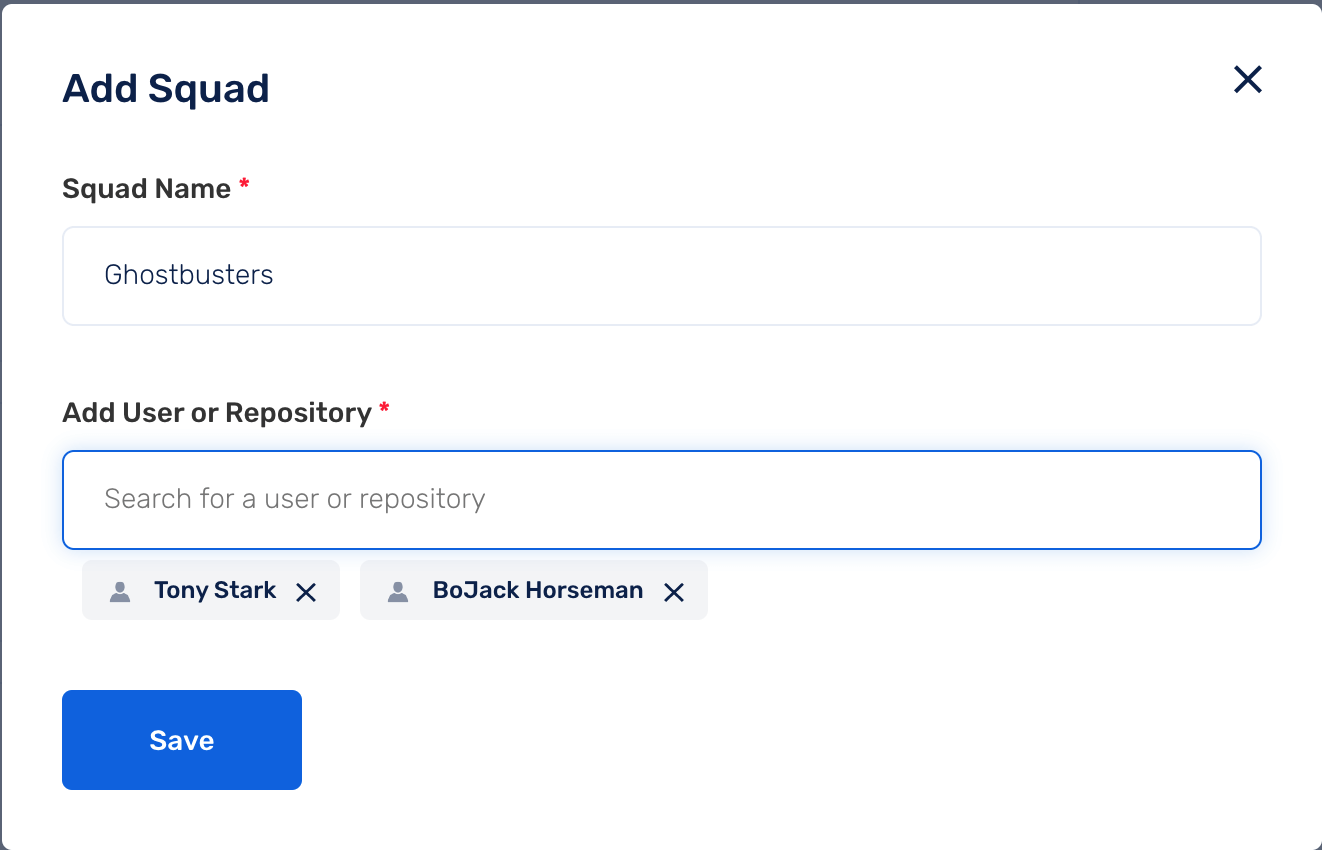 Add Squad
Squad Name *
Ghostbusters
Add User or Repository *
Search for a user or repository
Tony Stark BoJack Horseman
Save